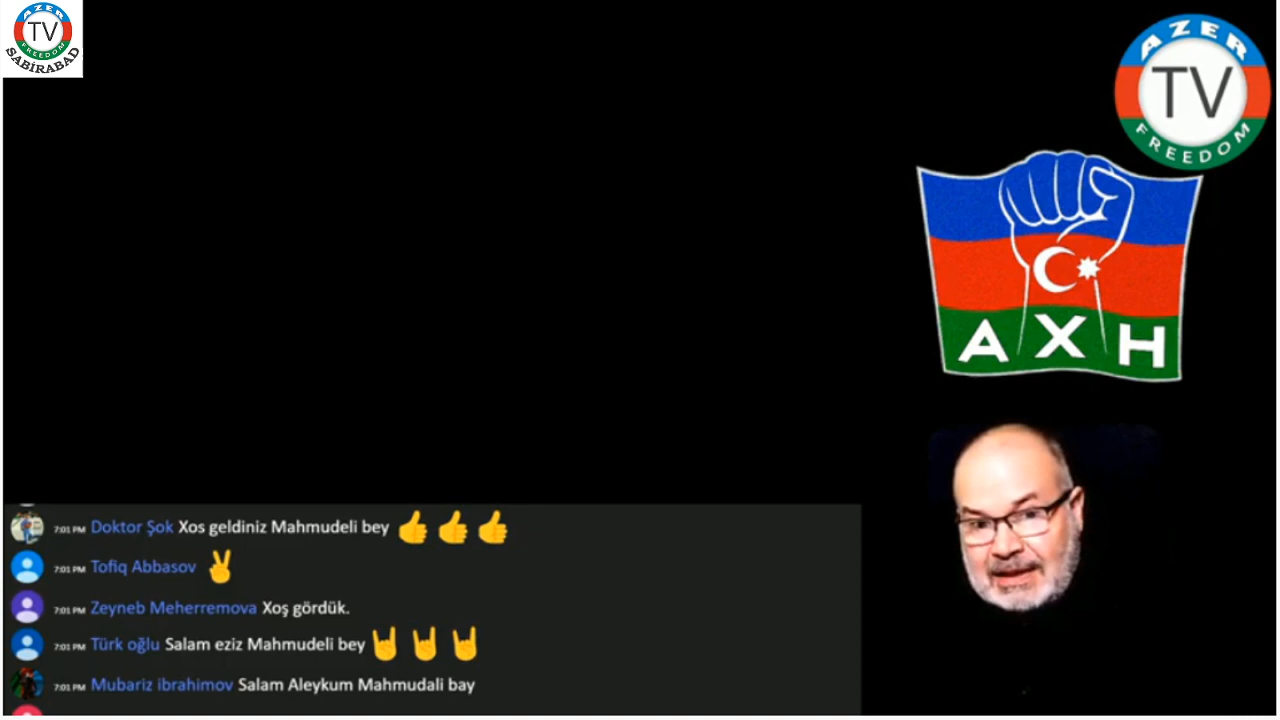 AZER
TV
FREEDOM
SABİRABAD
AZER
TV
FREEDOM
AXH
7:01 PM Doktor Şok Xos geldiniz Mahmudeli bey 👍 👍 👍
7:01 PM Tofiq Abbasov ✌
7:01 PM Zeyneb Meherremova Xoş gördük.
7:01 PM Türk oğlu Salam eziz Mahmudeli bey 🤘 🤘 🤘
7:01 PM Mubariz ibrahimov Salam Aleykum Mahmudali bay